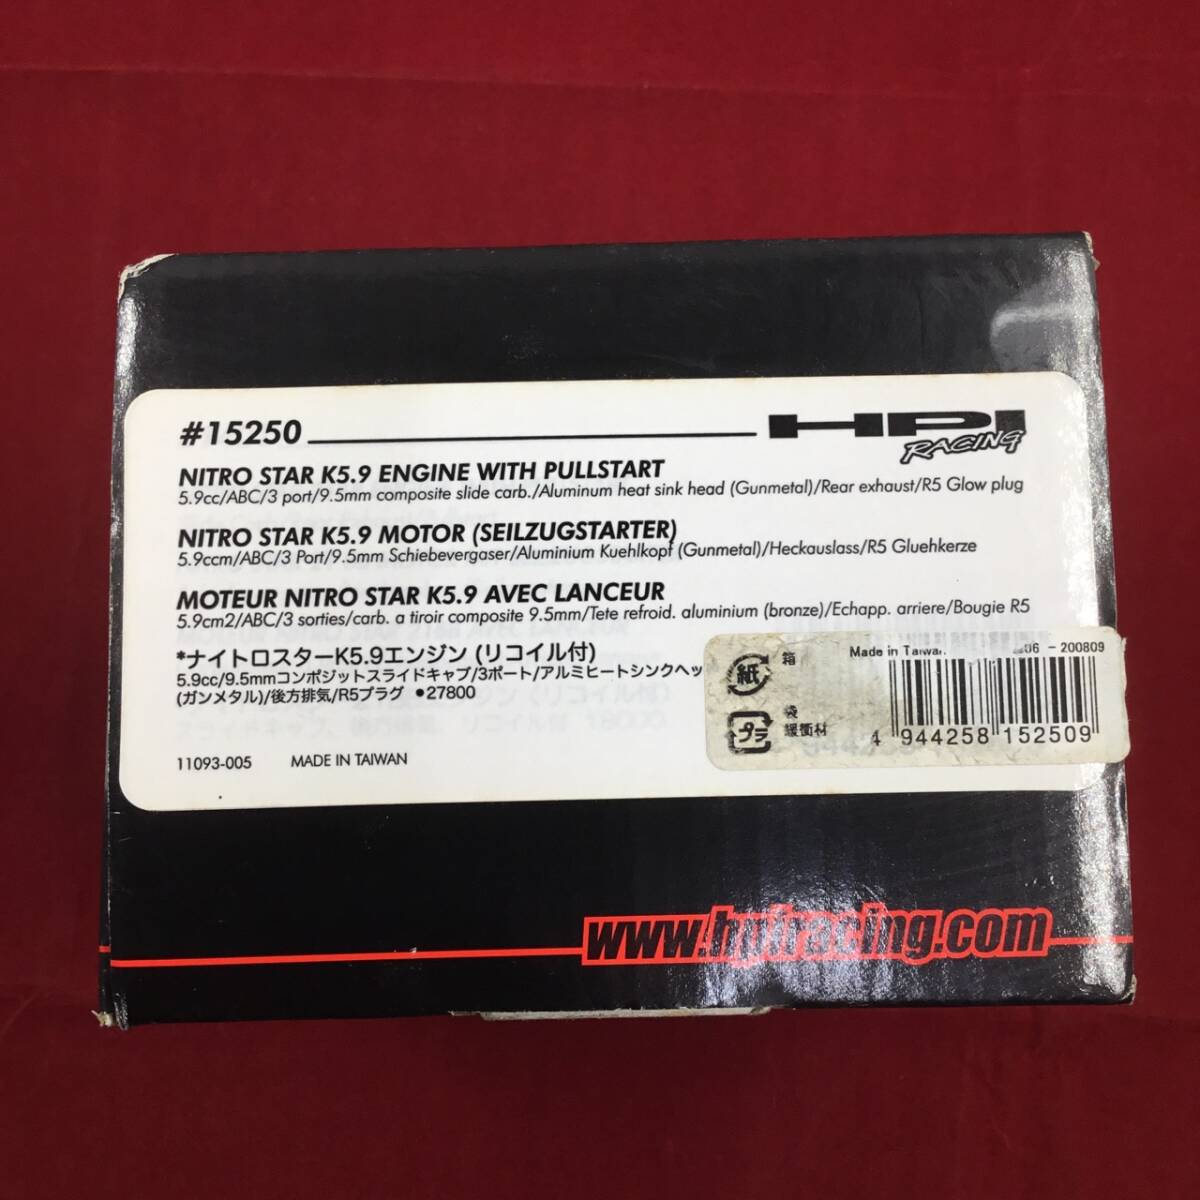 #15250
HPI RACING
NITRO STAR K5.9 ENGINE WITH PULLSTART
5.9cc/ABC/3 port/9.5mm composite slide carb./Aluminum heat sink head (Gunmetal)/Rear exhaust/R5 Glow plug
NITRO STAR K5.9 MOTOR (SEILZUGSTARTER)
5.9ccm/ABC/3 Port/9.5mm Schiebevergaser/Aluminium Kuehlkopf (Gunmetal)/Heckauslass/R5 Gluehkerze
MOTEUR NITRO STAR K5.9 AVEC LANCEUR
5.9cm2/ABC/3 sorties/carb. a tiroir composite 9.5mm/Tete refroid. aluminium (bronze)/Echapp. arriere/Bougie R5
*ナイトロスターK5.9エンジン (リコイル付)
5.9cc/9.5mmコンポジットスライドキャブ/3ポート/アルミヒートシンクヘッ
(ガンメタル)/後方排気/R5プラグ ●27800
11093-005 MADE IN TAIWAN
紙 箱
プラ 袋
緩衝材
Made in Taiwan. 06 - 200809
4 944258 152509
www.hpiracing.com